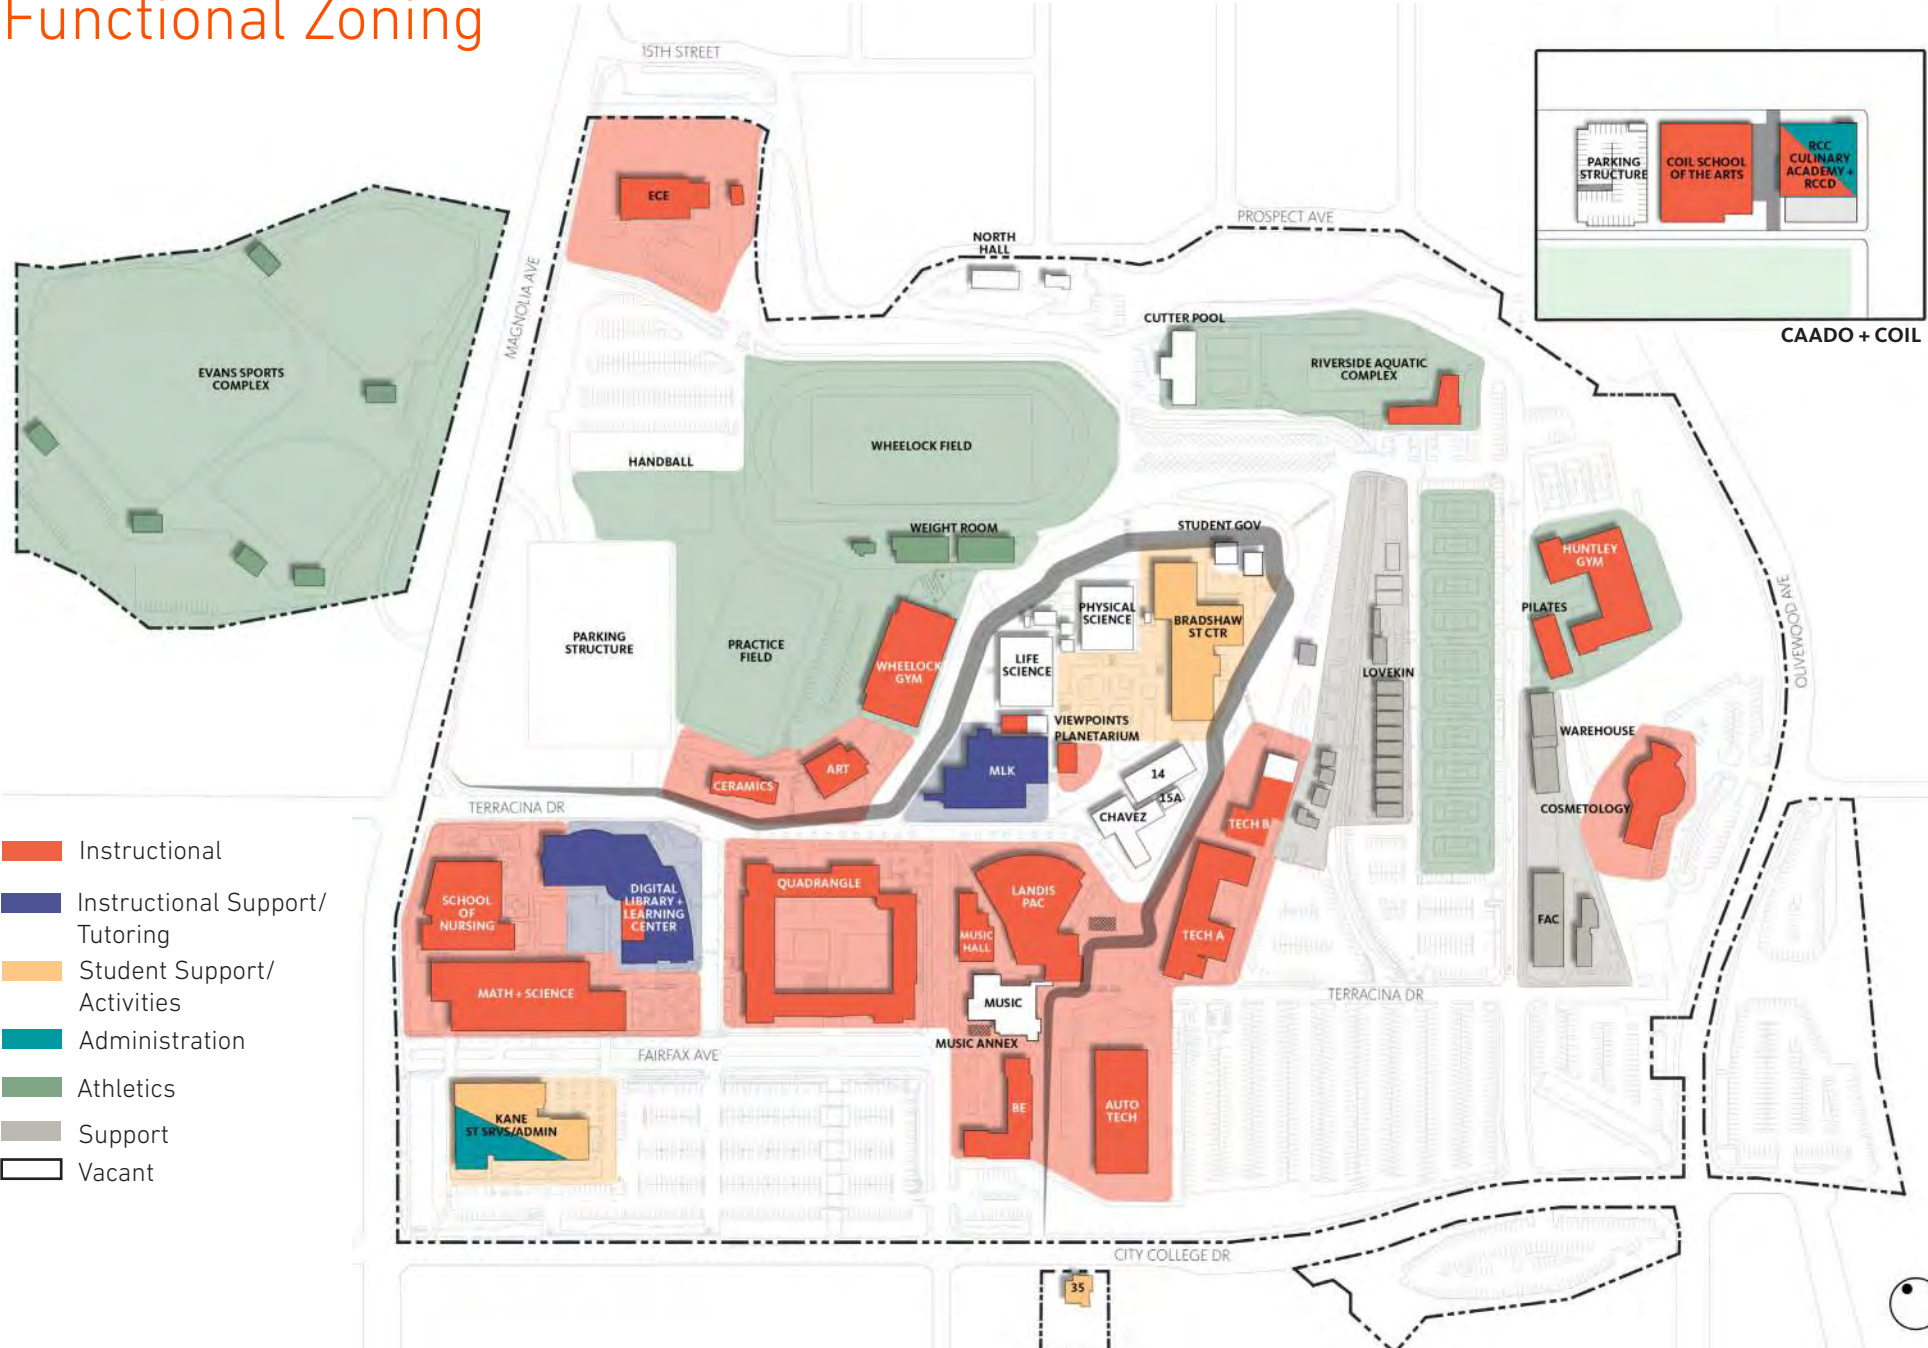 Functional Zoning
15TH STREET
MAGNOLIA AVE
PROSPECT AVE
ECE
NORTH
HALL
CUTTER POOL
RIVERSIDE AQUATIC
COMPLEX
PARKING
STRUCTURE
COIL SCHOOL
OF THE ARTS
RCC
CULINARY
ACADEMY +
RCCD
CAADO + COIL
EVANS SPORTS
COMPLEX
HANDBALL
WHEELOCK FIELD
WEIGHT ROOM
STUDENT GOV
HUNTLEY
GYM
PILATES
OLIVEWOOD AVE
PARKING
STRUCTURE
PRACTICE
FIELD
WHEELOCK
GYM
PHYSICAL
SCIENCE
BRADSHAW
ST CTR
LIFE
SCIENCE
LOVEKIN
VIEWPOINTS
PLANETARIUM
WAREHOUSE
CERAMICS
ART
MLK
14
15A
CHAVEZ
TECH B
COSMETOLOGY
TERRACINA DR
SCHOOL
OF
NURSING
DIGITAL
LIBRARY +
LEARNING
CENTER
QUADRANGLE
MUSIC
HALL
LANDIS
PAC
TECH A
FAC
MATH + SCIENCE
MUSIC
TERRACINA DR
MUSIC ANNEX
FAIRFAX AVE
KANE
ST SRVS/ADMIN
BE
AUTO
TECH
CITY COLLEGE DR
35
Instructional
Instructional Support/
Tutoring
Student Support/
Activities
Administration
Athletics
Support
Vacant